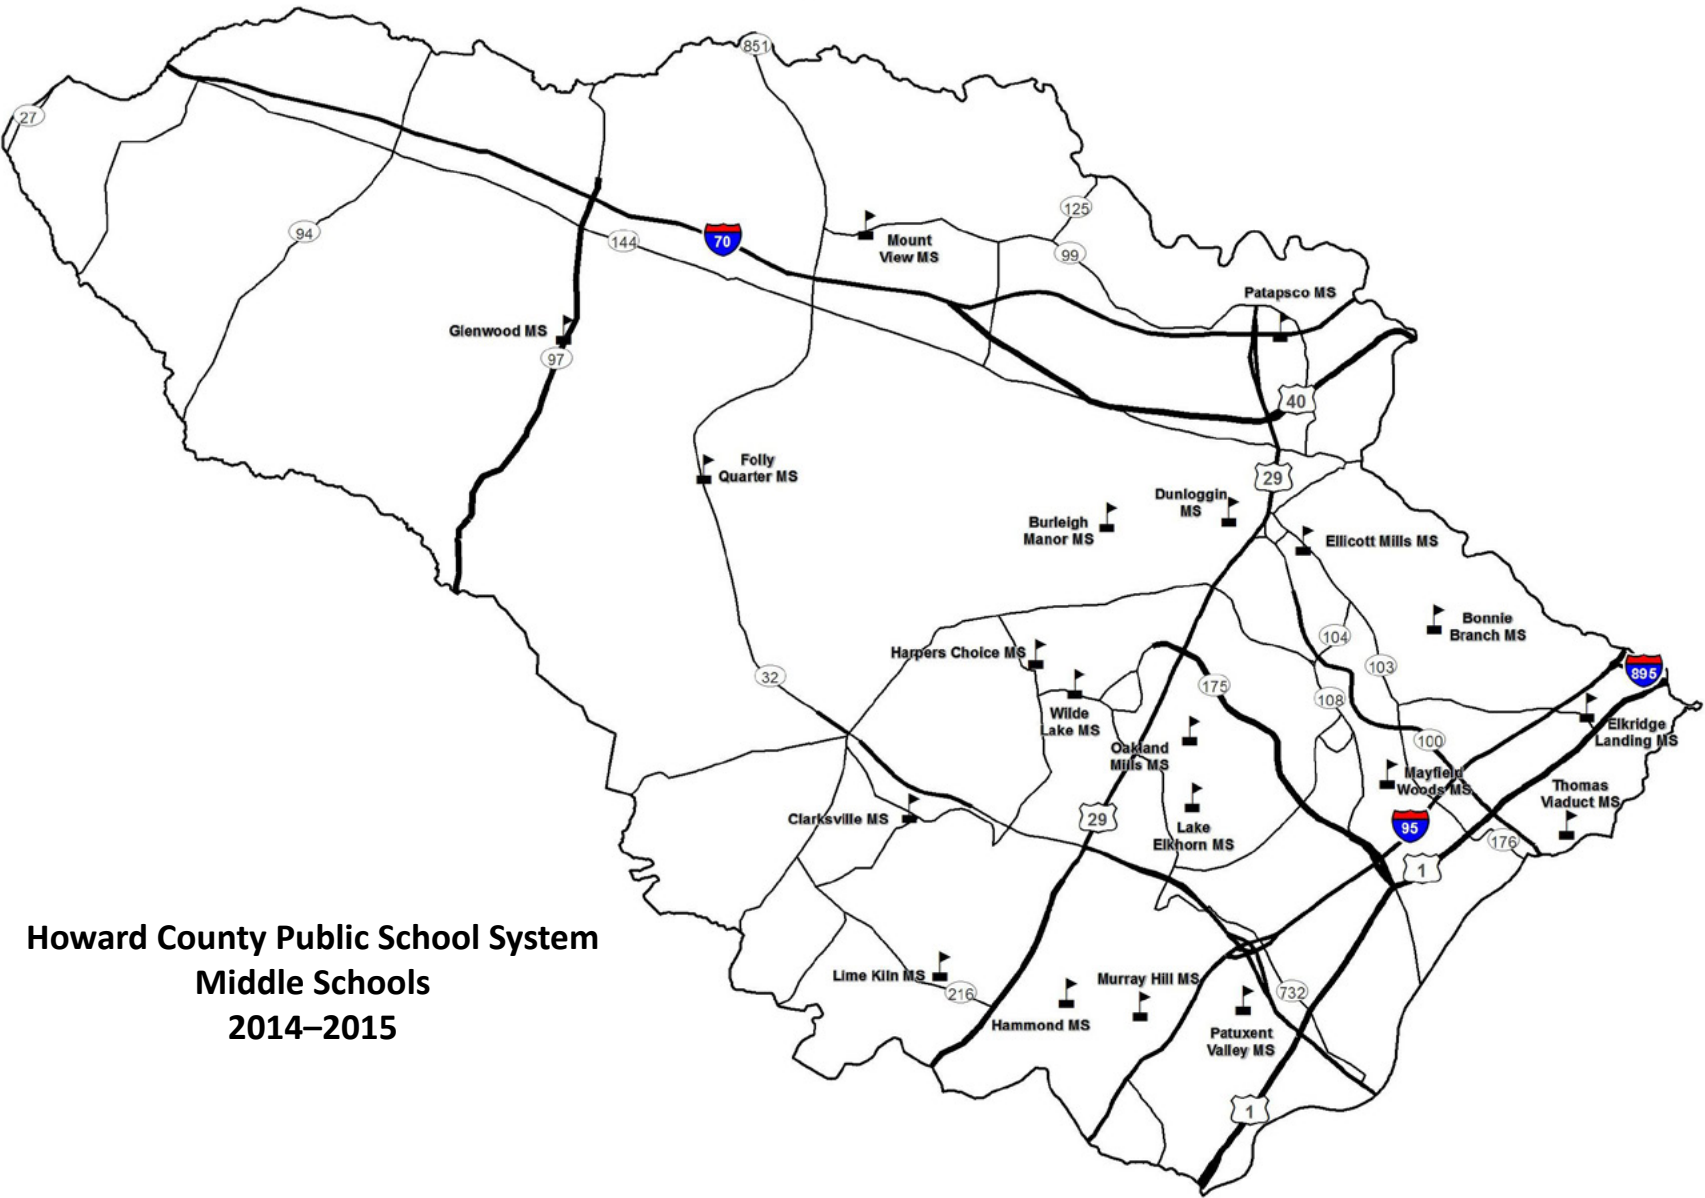 851
27
125
94
144
70
Mount
View MS
99
Patapsco MS
Glenwood MS
97
40
Folly
Quarter MS
29
Dunloggin
MS
Burleigh
Manor MS
Ellicott Mills MS
Bonnie
Branch MS
104
Harpers Choice MS
103
895
32
175
108
Wilde
Lake MS
Elkridge
Landing MS
Oakland
Mills MS
100
Mayfield
Woods MS
Thomas
Viaduct MS
Clarksville MS
29
95
Lake
Elkhorn MS
176
1
Howard County Public School System
Middle Schools
2014–2015
Lime Kiln MS
216
Murray Hill MS
732
Hammond MS
Patuxent
Valley MS
1